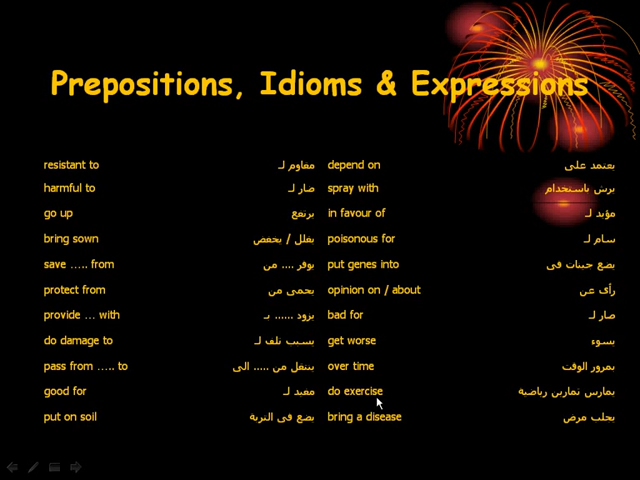 Prepositions, Idioms & Expressions
resistant to مقاوم لـ depend on يعتمد على
harmful to ضار لـ spray with يرش باستخدام
go up يرتفع in favour of مؤيد لـ
bring sown يقلل / يخفض poisonous for سام لـ
save ..... from يوفر .... من put genes into يضع جينات فى
protect from يحمى من opinion on / about رأى عن
provide ... with يزود ...... بـ bad for ضار لـ
do damage to يسبب تلف لـ get worse يسوء
pass from ..... to ينتقل من ..... الى over time بمرور الوقت
good for مفيد لـ do exercise يمارس تمارين رياضية
put on soil يضع فى التربة bring a disease يجلب مرض